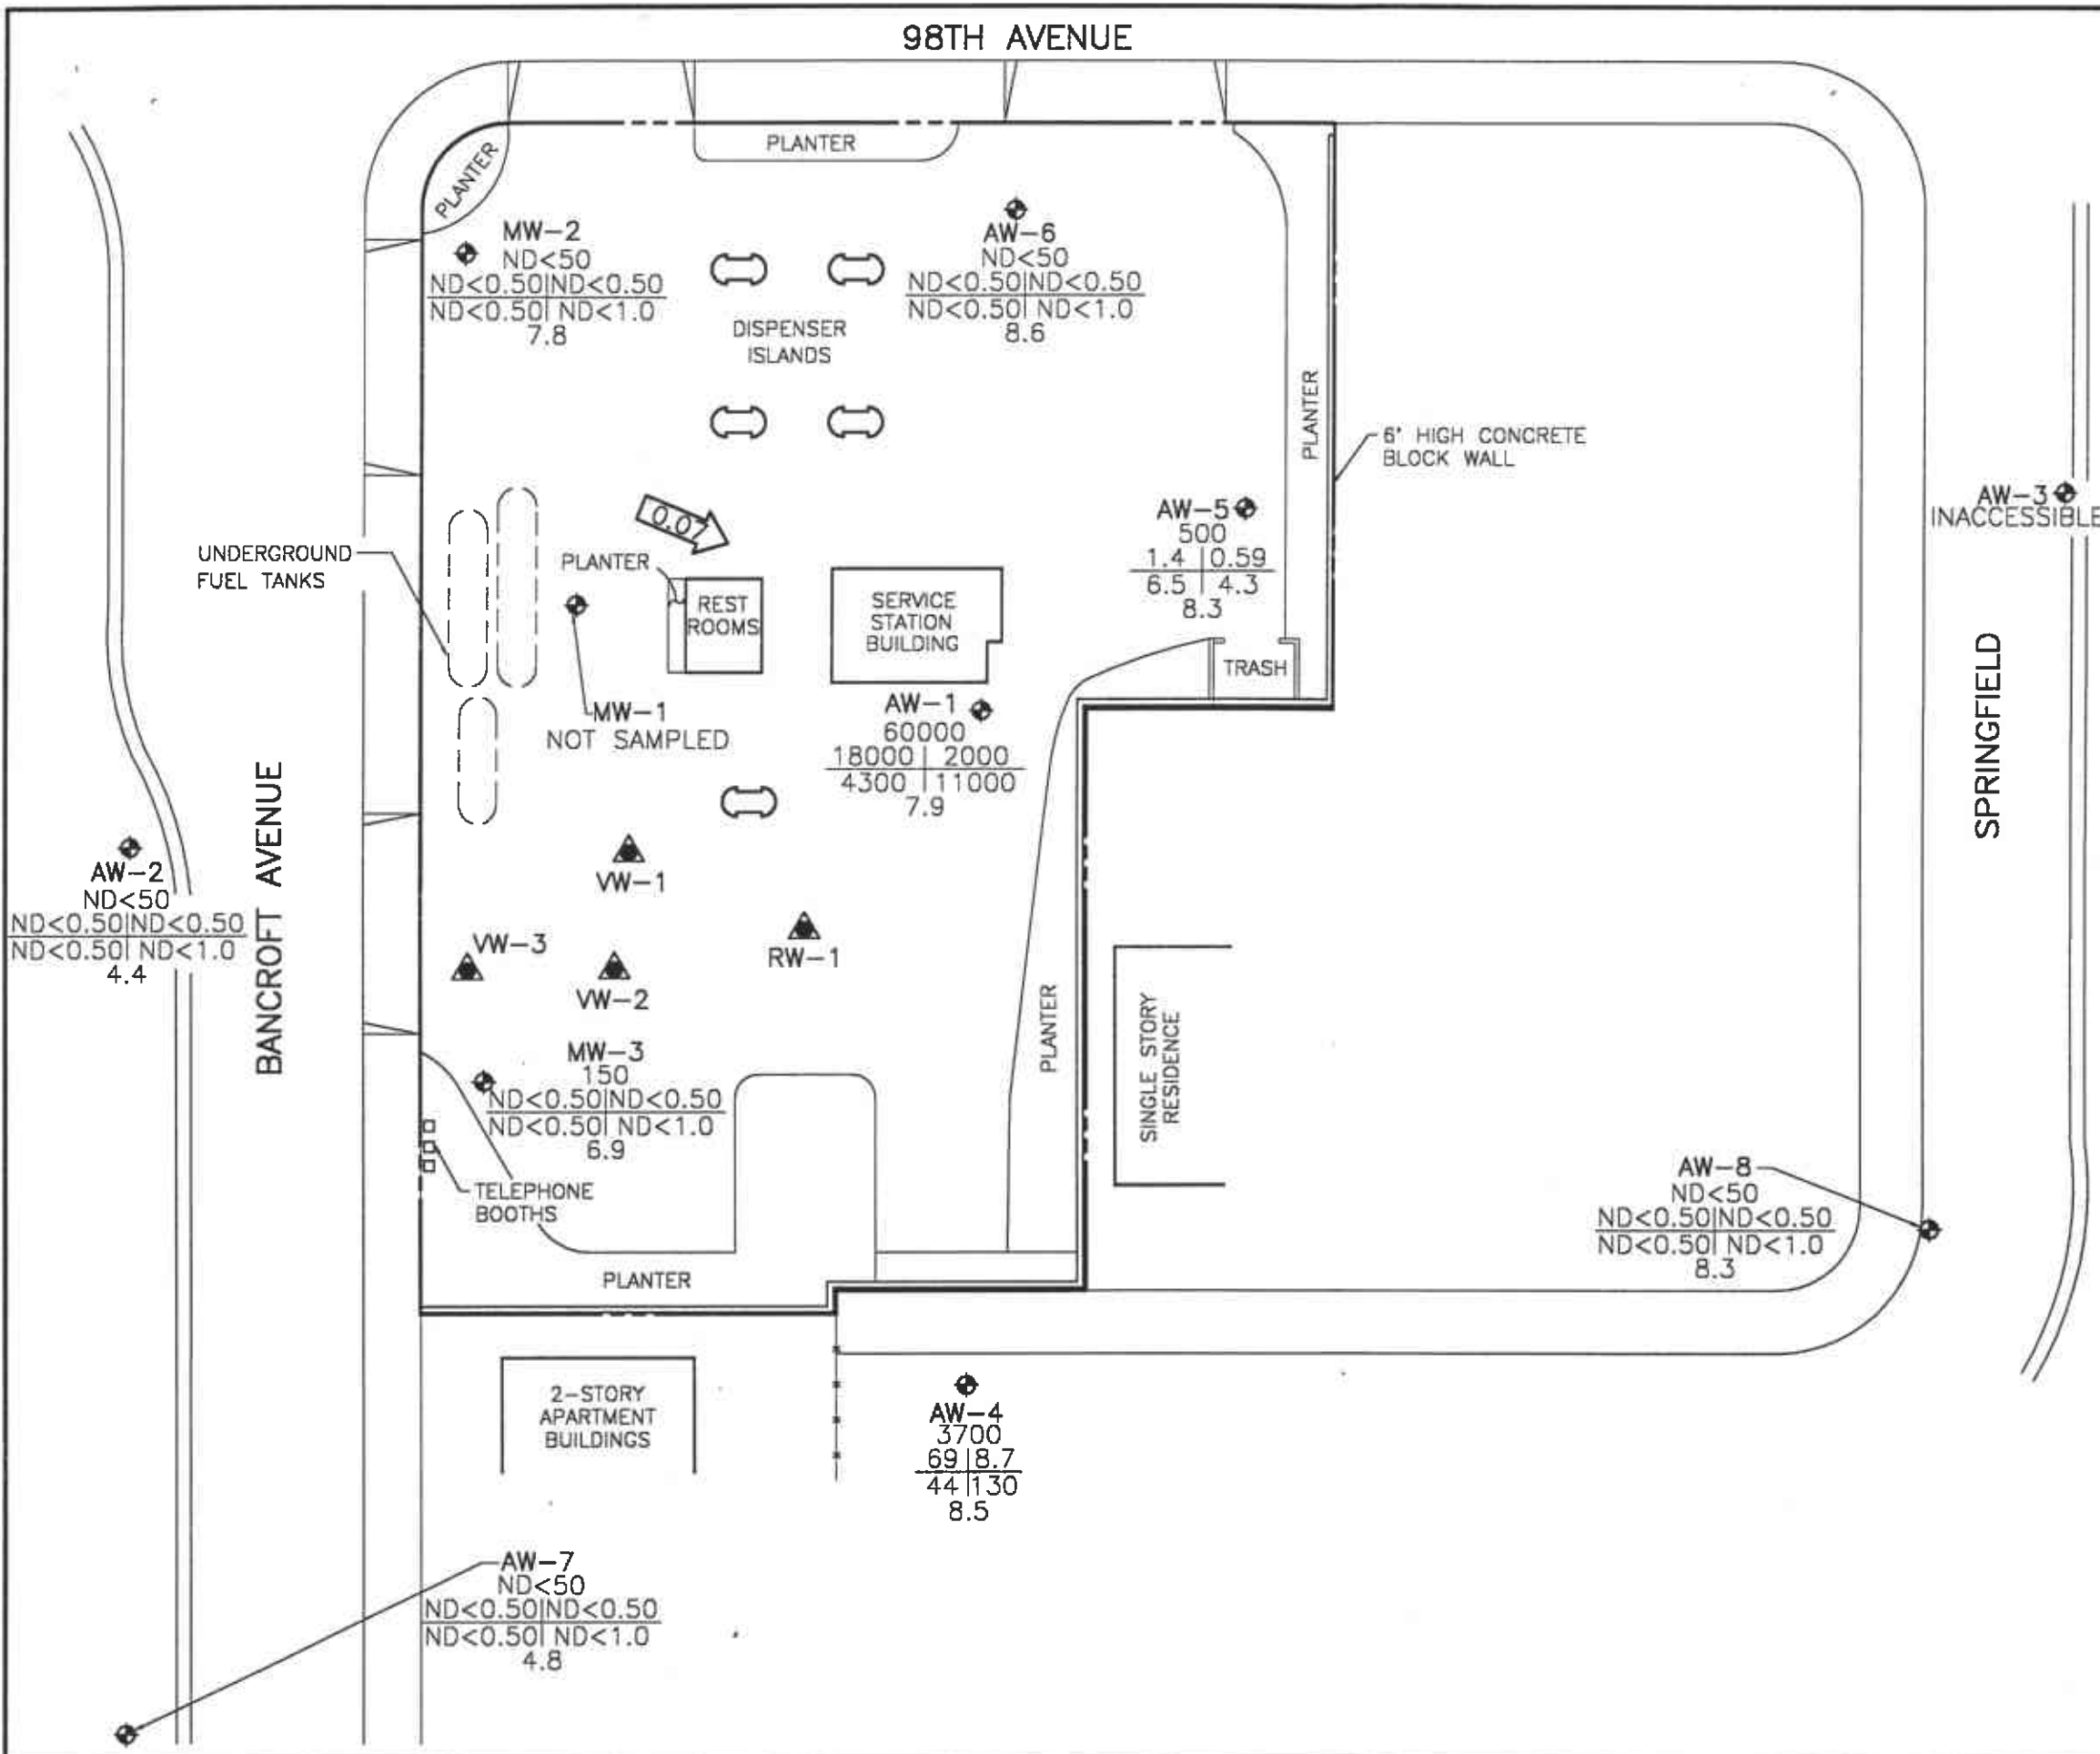 98TH AVENUE
PLANTER
PLANTER
MW-2
ND<50
ND<0.50|ND<0.50
ND<0.50| ND<1.0
7.8
AW-6
ND<50
ND<0.50|ND<0.50
ND<0.50| ND<1.0
8.6
DISPENSER
ISLANDS
PLANTER
6' HIGH CONCRETE
BLOCK WALL
AW-3
INACCESSIBLE
AW-5
500
1.4 | 0.59
6.5 | 4.3
8.3
0.07
UNDERGROUND
FUEL TANKS
PLANTER
REST
ROOMS
SERVICE
STATION
BUILDING
TRASH
SPRINGFIELD
MW-1
NOT SAMPLED
AW-1
60000
18000 | 2000
4300 | 11000
7.9
BANCROFT AVENUE
AW-2
ND<50
ND<0.50|ND<0.50
ND<0.50| ND<1.0
4.4
VW-1
VW-3
VW-2
RW-1
PLANTER
SINGLE STORY
RESIDENCE
MW-3
150
ND<0.50|ND<0.50
ND<0.50| ND<1.0
6.9
TELEPHONE
BOOTHS
AW-8
ND<50
ND<0.50|ND<0.50
ND<0.50| ND<1.0
8.3
PLANTER
2-STORY
APARTMENT
BUILDINGS
AW-4
3700
69 | 8.7
44 | 130
8.5
AW-7
ND<50
ND<0.50|ND<0.50
ND<0.50| ND<1.0
4.8